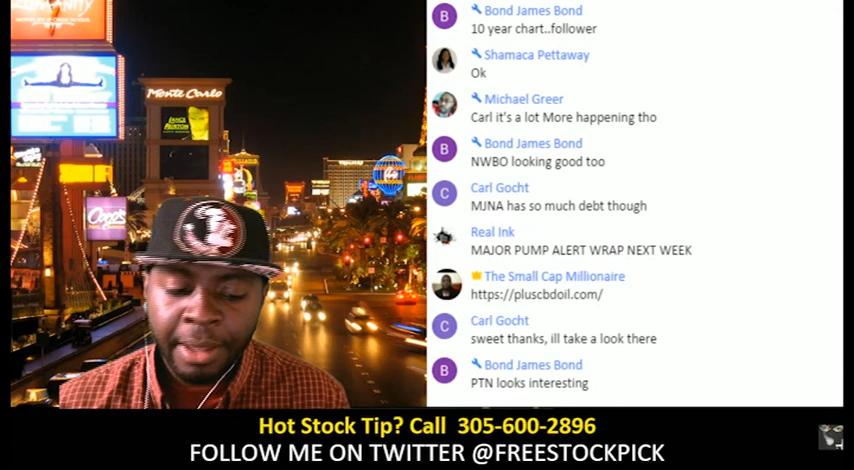 HUMANITY
Monte Carlo
LANCE
BURTON
Coco's
B
Bond James Bond
10 year chart..follower
Shamaca Pettaway
Ok
Michael Greer
Carl it's a lot More happening tho
B
Bond James Bond
NWBO looking good too
C
Carl Gocht
MJNA has so much debt though
Real Ink
MAJOR PUMP ALERT WRAP NEXT WEEK
The Small Cap Millionaire
https://pluscbdoil.com/
C
Carl Gocht
sweet thanks, ill take a look there
B
Bond James Bond
PTN looks interesting
Hot Stock Tip? Call 305-600-2896
FOLLOW ME ON TWITTER @FREESTOCKPICK